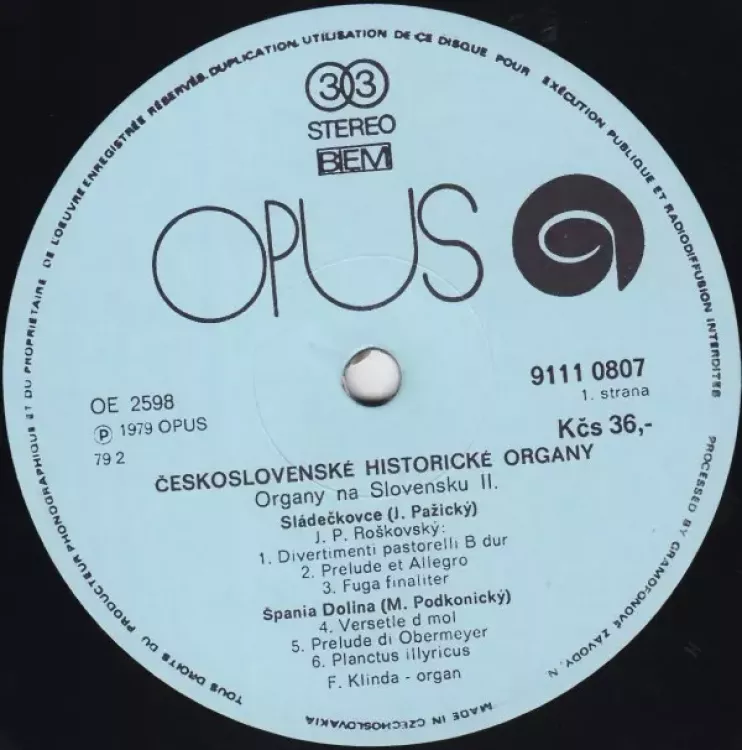 TOUS DROITS DU PRODUCTEUR PHONOGRAPHIQUE ET DU PROPRIÉTAIRE DE L'OEUVRE ENREGISTRÉE RÉSERVÉS. DUPLICATION, UTILISATION DE CE DISQUE POUR EXÉCUTION PUBLIQUE ET RADIODIFFUSION INTERDITES
33
STEREO
BIEM
OPUS
OE 2598
℗ 1979 OPUS
79 2
9111 0807
1. strana
Kčs 36,-
ČESKOSLOVENSKÉ HISTORICKÉ ORGANY
Organy na Slovensku II.
Sládečkovce (J. Pažický)
J. P. Roškovský:
1. Divertimenti pastorelli B dur
2. Prelude et Allegro
3. Fuga finaliter
Špania Dolina (M. Podkonický)
4. Versetle d mol
5. Prelude di Obermeyer
6. Planctus illyricus
F. Klinda - organ
PROCESSED BY GRAMOFONOVÉ ZÁVODY, N
MADE IN CZECHOSLOVAKIA